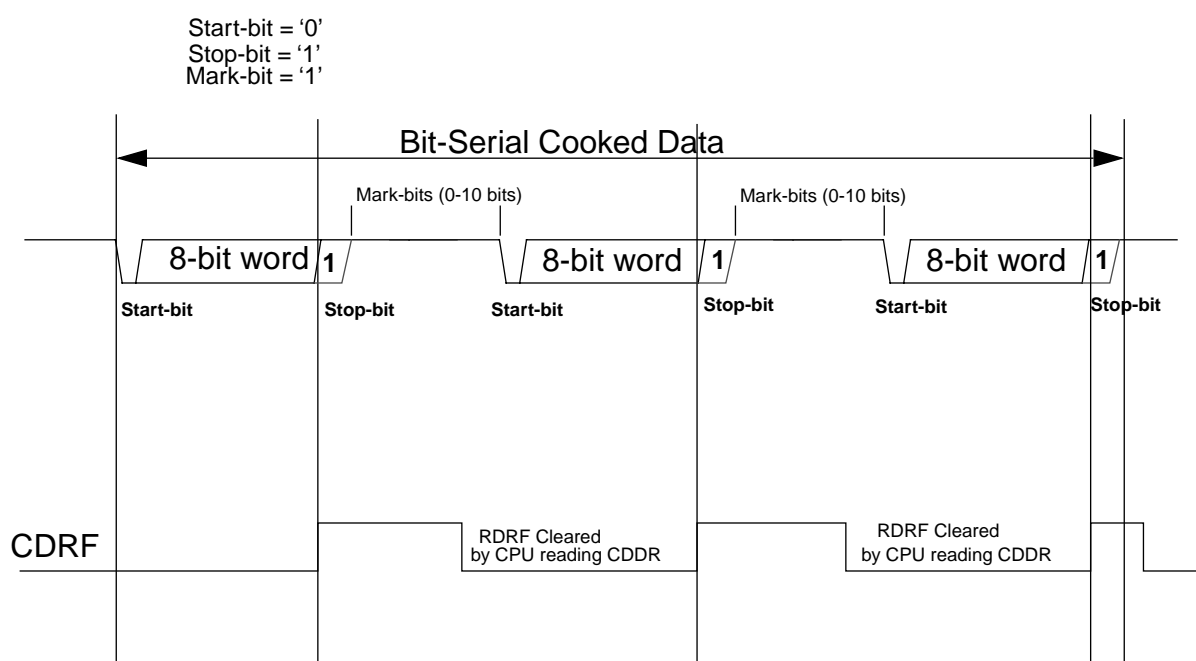 Start-bit = ‘0’
Stop-bit = ‘1’
Mark-bit = ‘1’
Bit-Serial Cooked Data
Mark-bits (0-10 bits)
Mark-bits (0-10 bits)
8-bit word
1
8-bit word
1
8-bit word
1
Start-bit
Stop-bit
Start-bit
Stop-bit
Start-bit
Stop-bit
CDRF
RDRF Cleared
by CPU reading CDDR
RDRF Cleared
by CPU reading CDDR